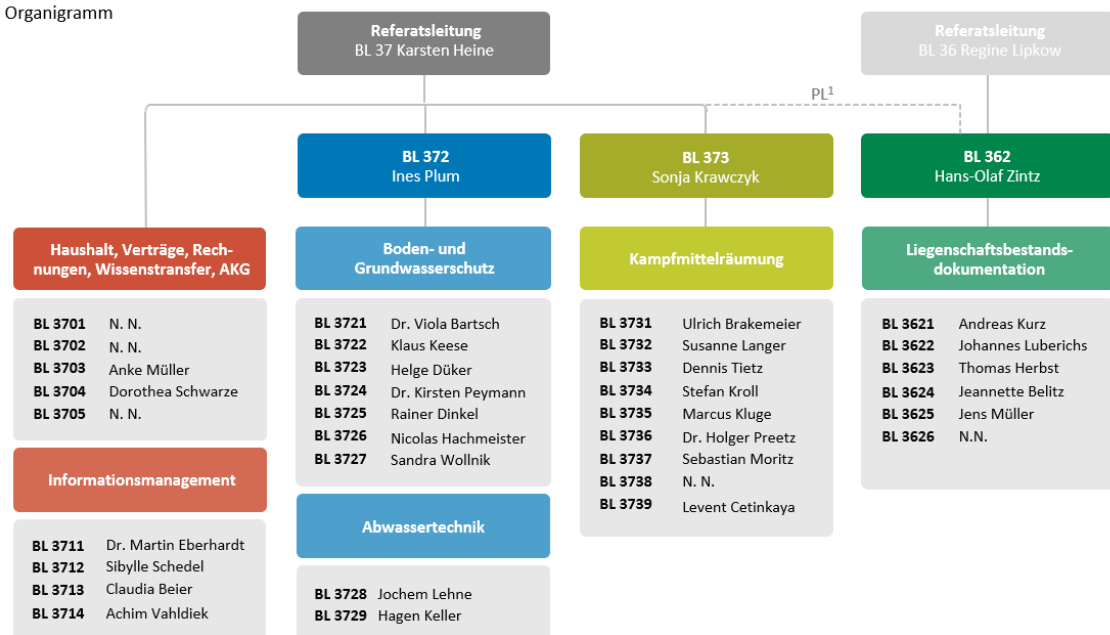 Organigramm
Referatsleitung
BL 37 Karsten Heine
Referatsleitung
BL 36 Regine Lipkow
PL¹
BL 372
Ines Plum
BL 373
Sonja Krawczyk
BL 362
Hans-Olaf Zintz
Haushalt, Verträge, Rech-
nungen, Wissenstransfer, AKG
BL 3701 N. N.
BL 3702 N. N.
BL 3703 Anke Müller
BL 3704 Dorothea Schwarze
BL 3705 N. N.
Informationsmanagement
BL 3711 Dr. Martin Eberhardt
BL 3712 Sibylle Schedel
BL 3713 Claudia Beier
BL 3714 Achim Vahldiek
Boden- und
Grundwasserschutz
BL 3721 Dr. Viola Bartsch
BL 3722 Klaus Keese
BL 3723 Helge Düker
BL 3724 Dr. Kirsten Peymann
BL 3725 Rainer Dinkel
BL 3726 Nicolas Hachmeister
BL 3727 Sandra Wollnik
Abwassertechnik
BL 3728 Jochem Lehne
BL 3729 Hagen Keller
Kampfmittelräumung
BL 3731 Ulrich Brakemeier
BL 3732 Susanne Langer
BL 3733 Dennis Tietz
BL 3734 Stefan Kroll
BL 3735 Marcus Kluge
BL 3736 Dr. Holger Preetz
BL 3737 Sebastian Moritz
BL 3738 N. N.
BL 3739 Levent Cetinkaya
Liegenschaftsbestands-
dokumentation
BL 3621 Andreas Kurz
BL 3622 Johannes Luberichs
BL 3623 Thomas Herbst
BL 3624 Jeannette Belitz
BL 3625 Jens Müller
BL 3626 N.N.